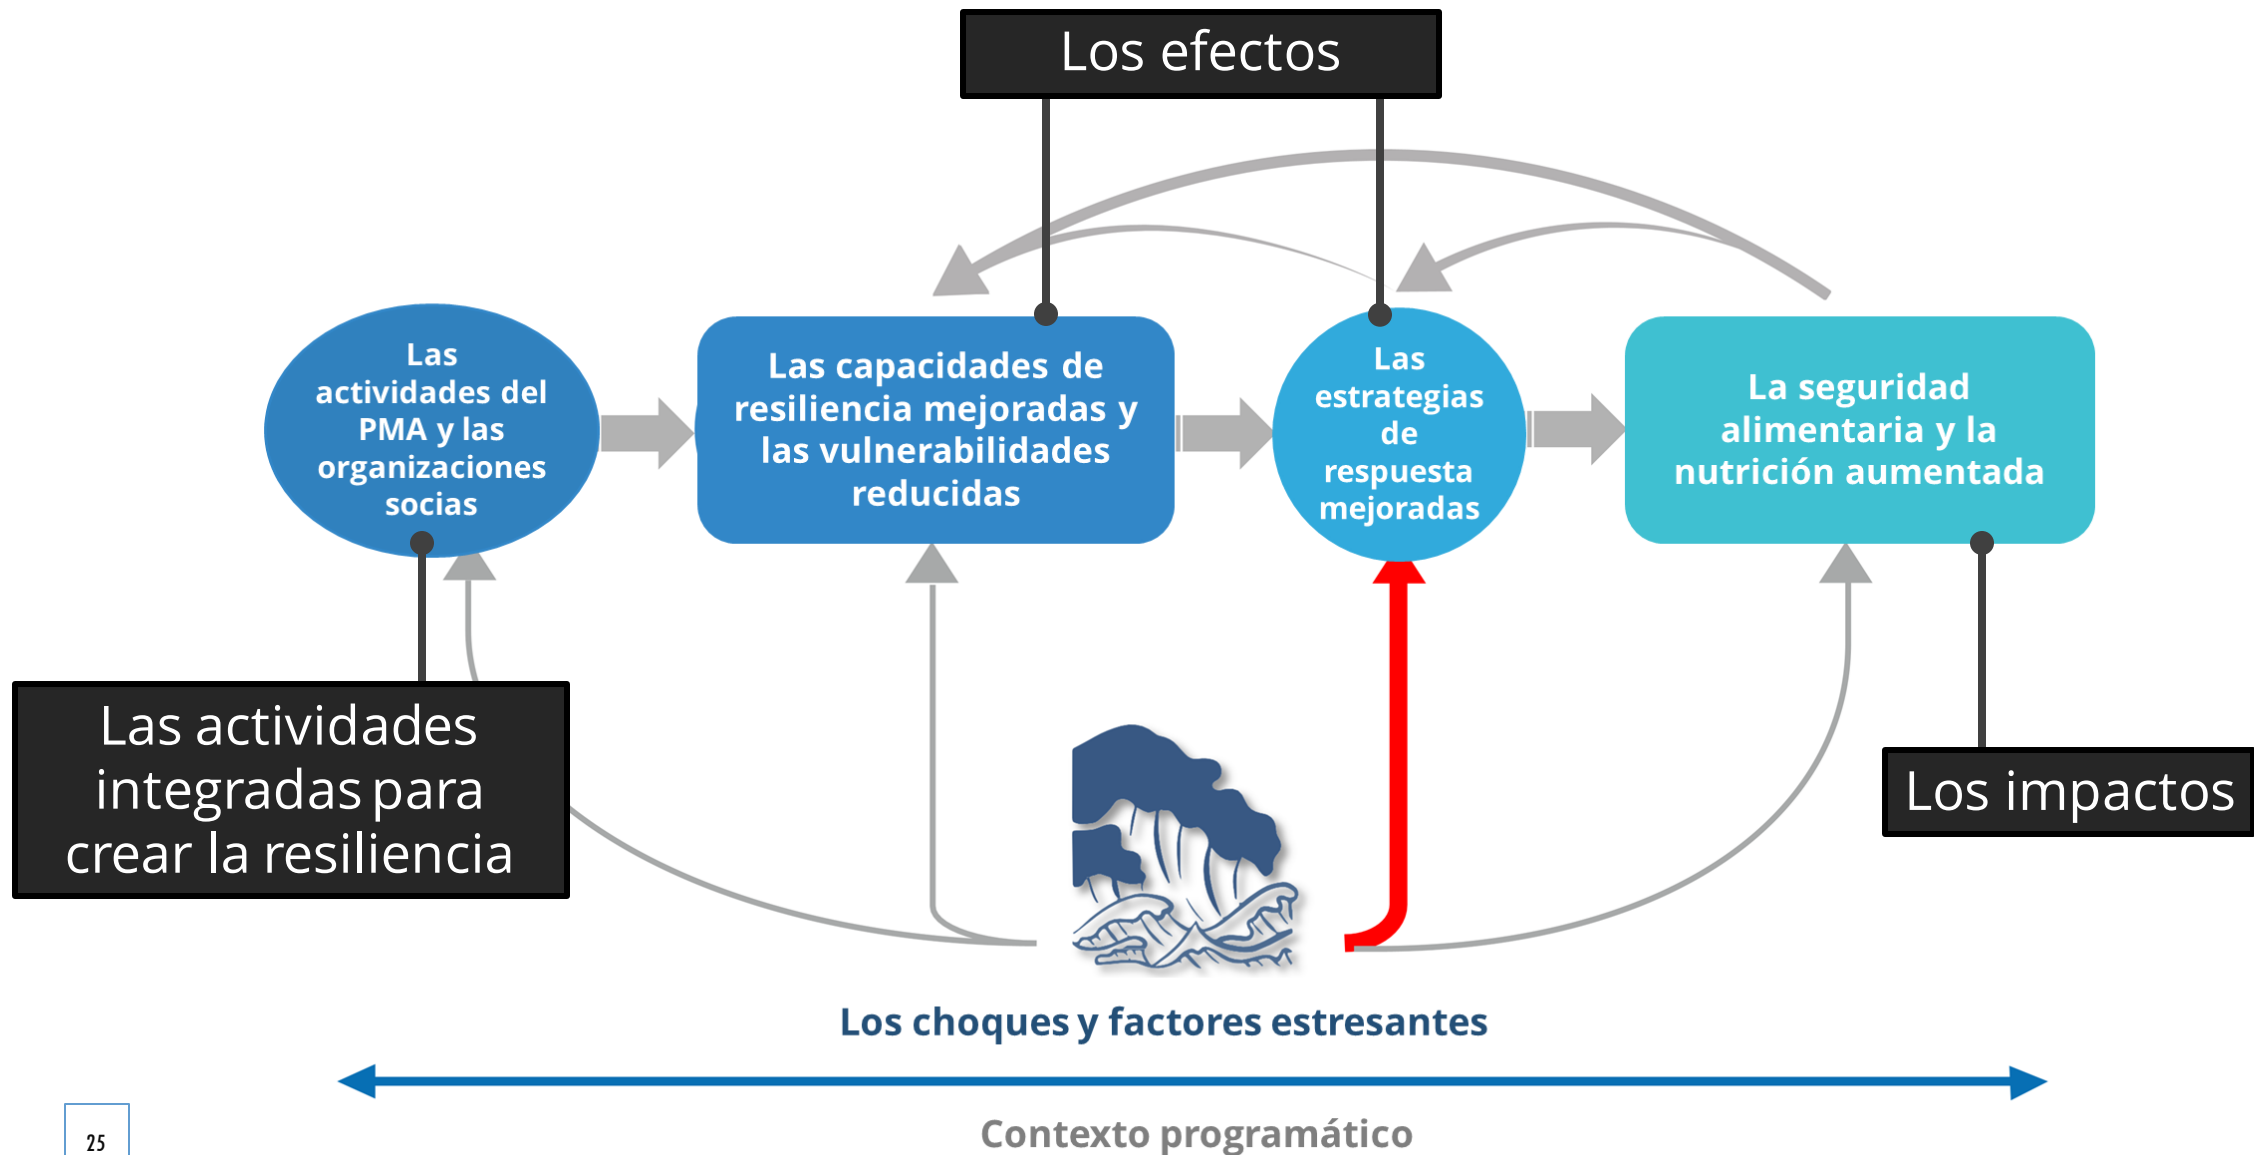 Los efectos
Las
actividades del
PMA y las
organizaciones
socias
Las capacidades de
resiliencia mejoradas y
las vulnerabilidades
reducidas
Las
estrategias
de
respuesta
mejoradas
La seguridad
alimentaria y la
nutrición aumentada
Las actividades
integradas para
crear la resiliencia
Los impactos
Los choques y factores estresantes
Contexto programático
25